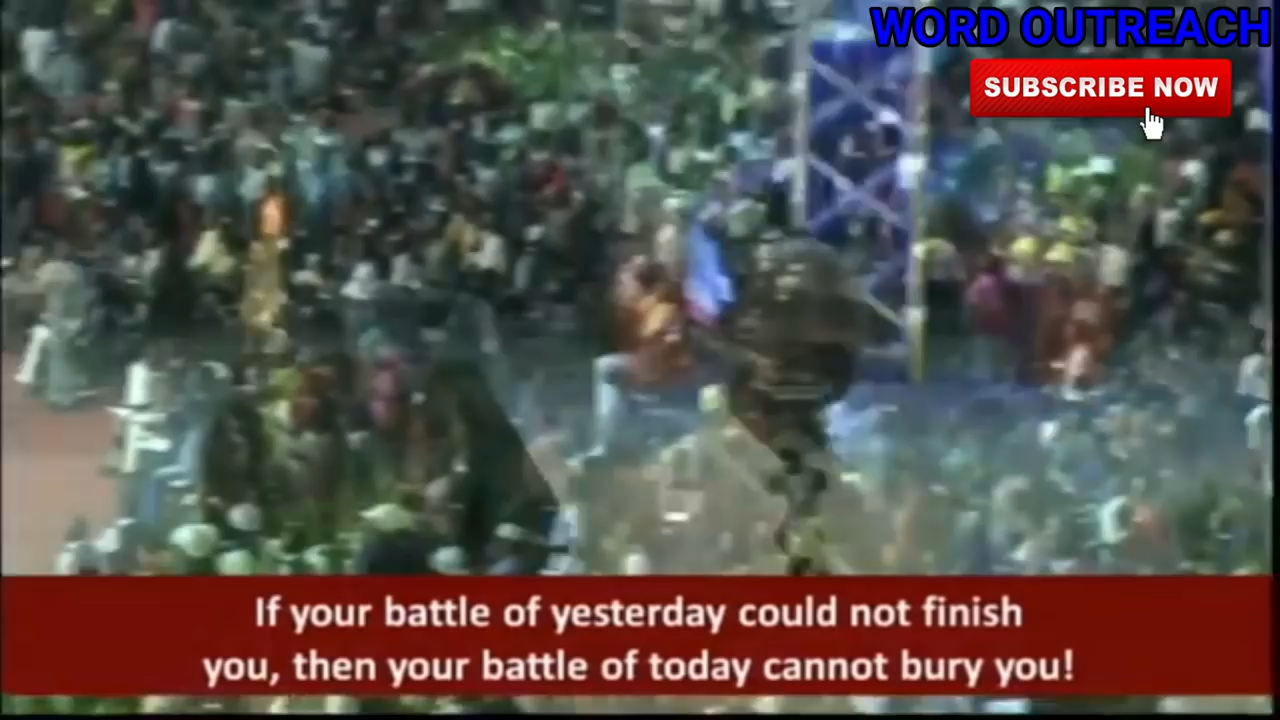 WORD OUTREACH
SUBSCRIBE NOW
If your battle of yesterday could not finish
you, then your battle of today cannot bury you!